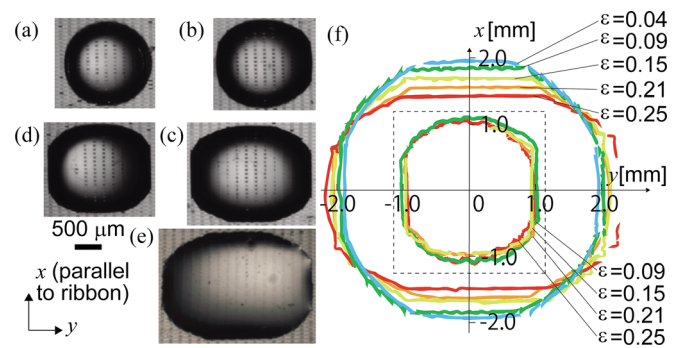 (a)
(b)
(d)
(c)
500 μm
(e)
x (parallel
to ribbon)
y
(f)
x [mm]
ε=0.04
ε=0.09
ε=0.15
ε=0.21
ε=0.25
2.0
1.0
y[mm]
-2.0
-1.0
0
1.0
2.0
-1.0
-2.0
ε=0.09
ε=0.15
ε=0.21
ε=0.25